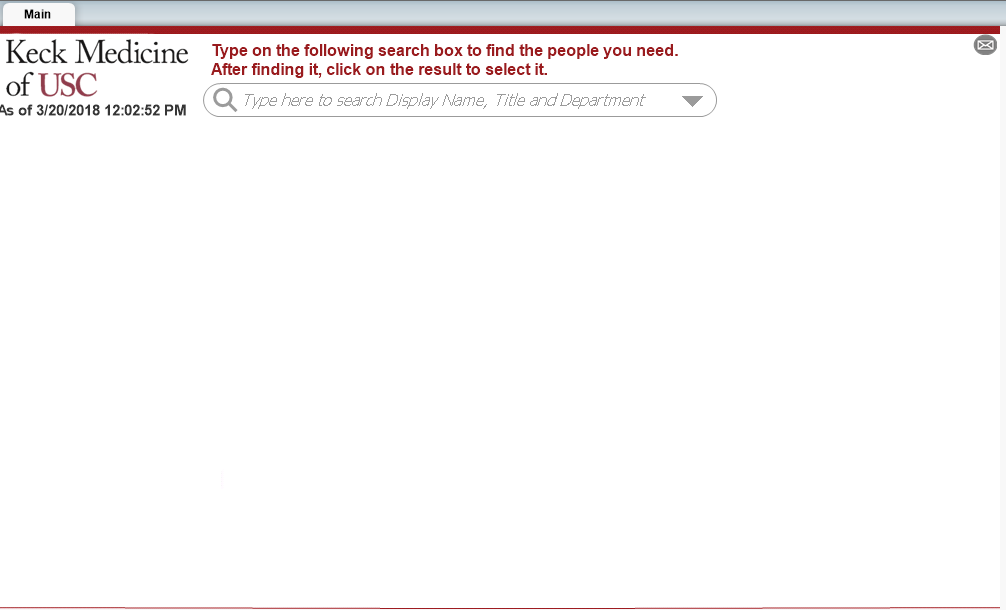 Main
Keck Medicine
of USC
As of 3/20/2018 12:02:52 PM
Type on the following search box to find the people you need.
After finding it, click on the result to select it.
Type here to search Display Name, Title and Department